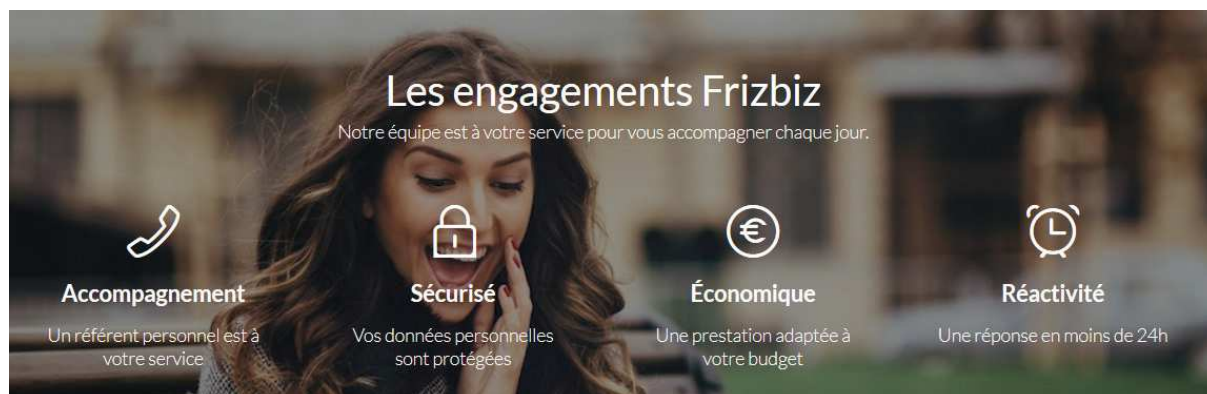 Les engagements Frizbiz
Notre équipe est à votre service pour vous accompagner chaque jour.
Accompagnement
Un référent personnel est à
votre service
Sécurisé
Vos données personnelles
sont protégées
Économique
Une prestation adaptée à
votre budget
Réactivité
Une réponse en moins de 24h